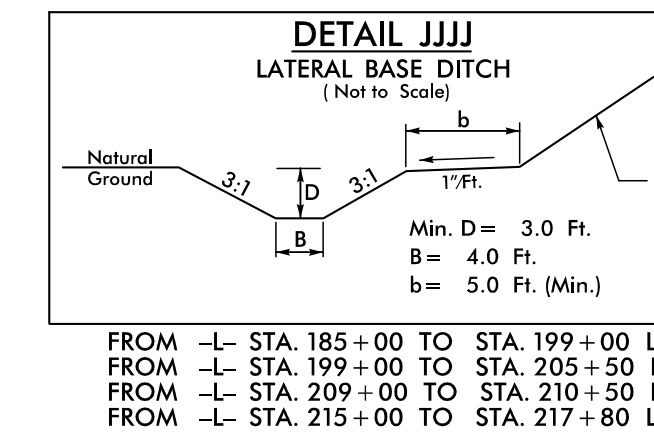 DETAIL JJJJ
LATERAL BASE DITCH
( Not to Scale)
b
Natural
Ground
3:1
D
3:1
1"/Ft.
B
Min. D= 3.0 Ft.
B= 4.0 Ft.
b= 5.0 Ft. (Min.)
FROM -L- STA. 185+00 TO STA. 199+00 L
FROM -L- STA. 199+00 TO STA. 205+50
FROM -L- STA. 209+00 TO STA. 210+50
FROM -L- STA. 215+00 TO STA. 217+80 L